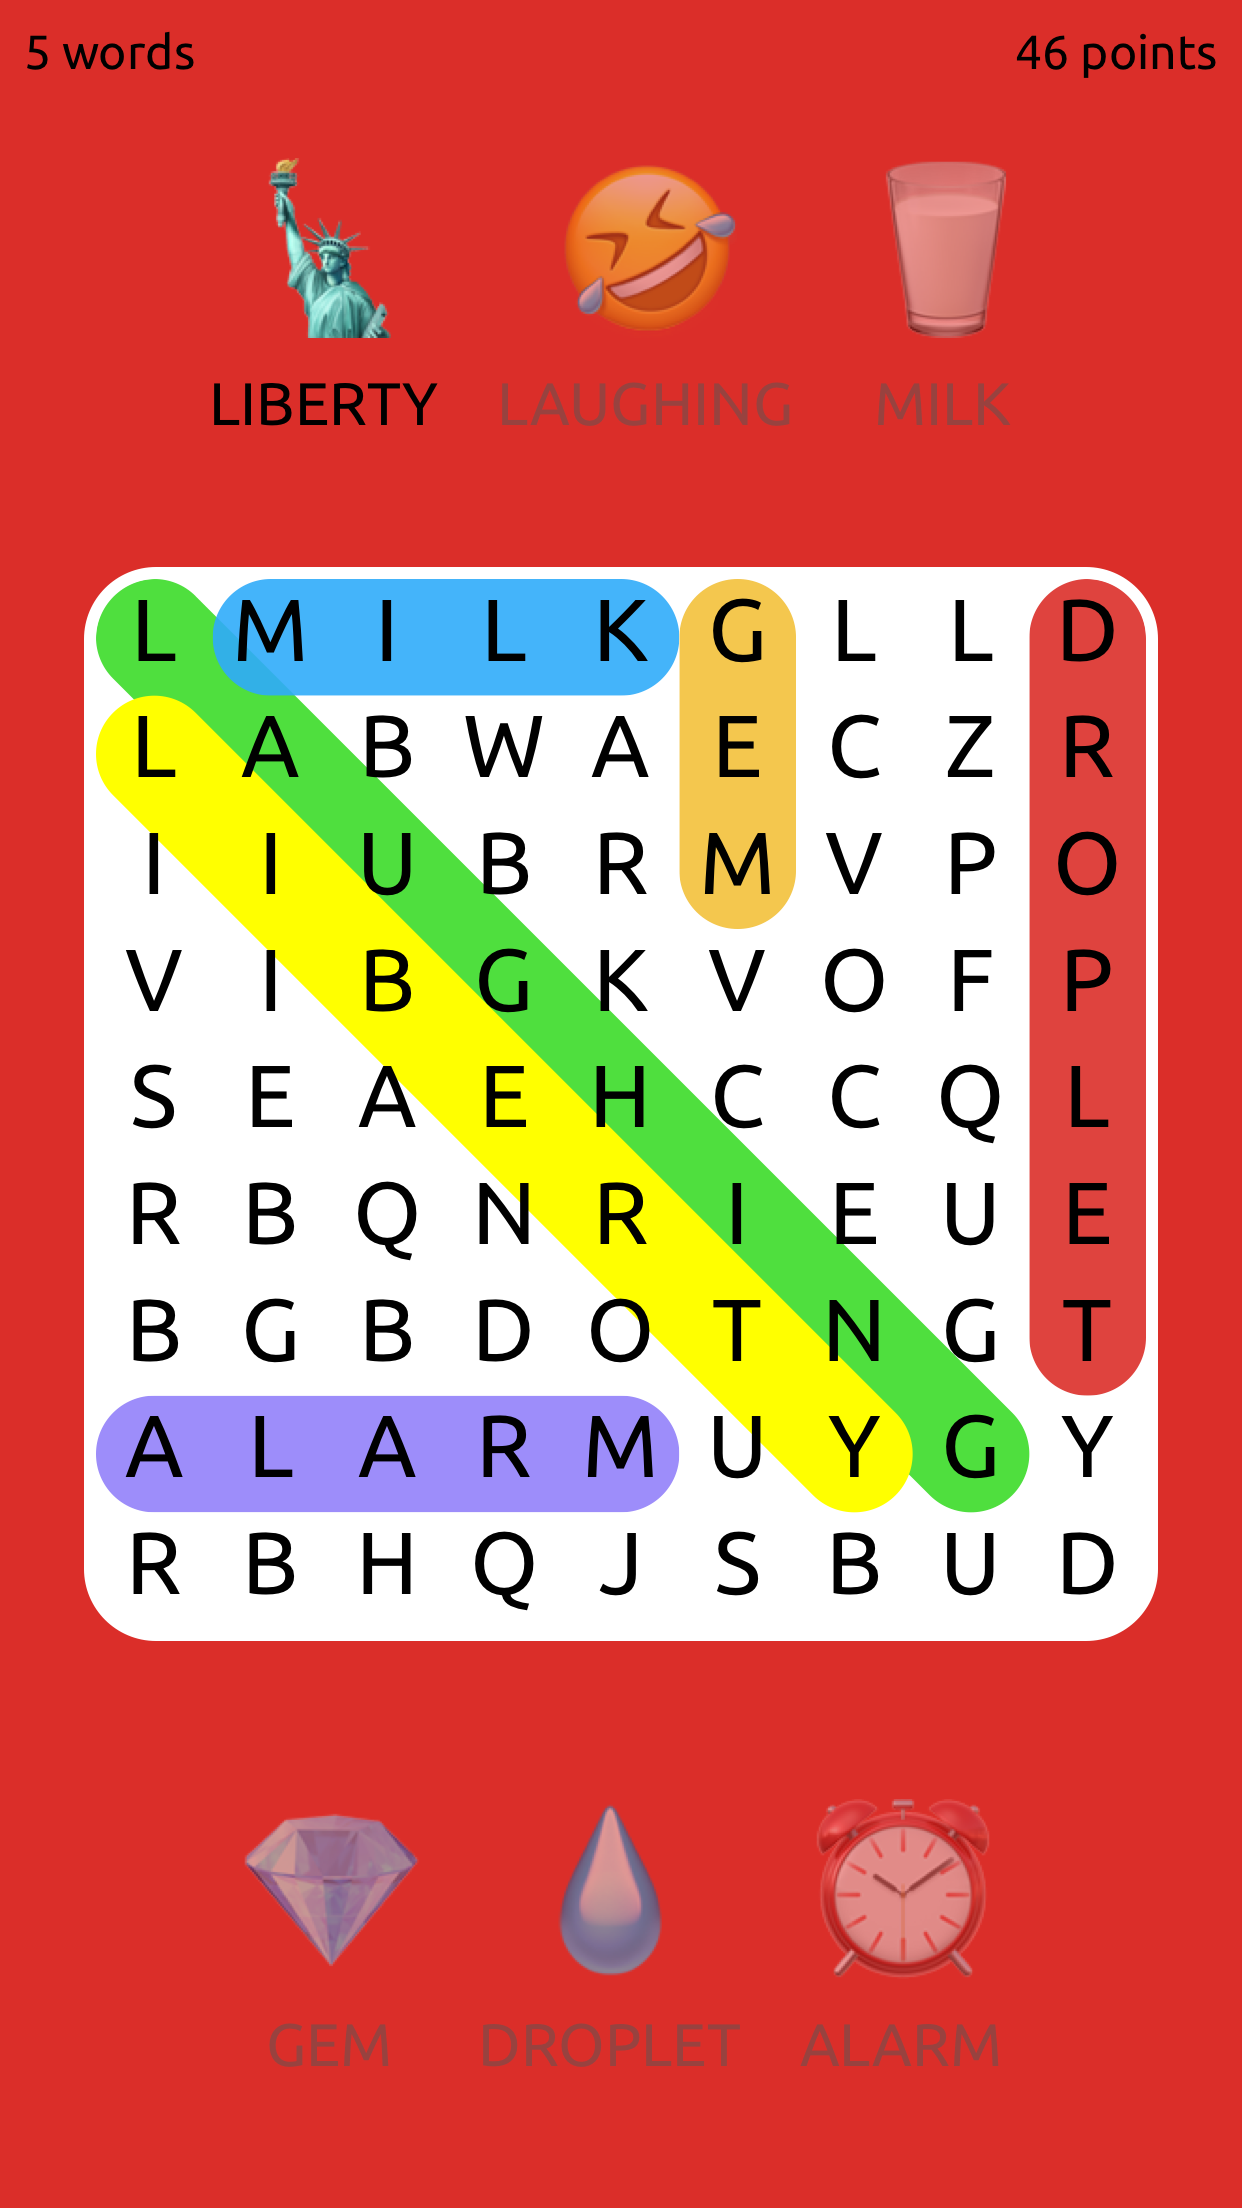 5 words 46 points
LIBERTY LAUGHING MILK
L M I L K G L L D
L A B W A E C Z R
I I U B R M V P O
V I B G K V O F P
S E A E H C C Q L
R B Q N R I E U E
B G B D O T N G T
A L A R M U Y G Y
R B H Q J S B U D
GEM DROPLET ALARM